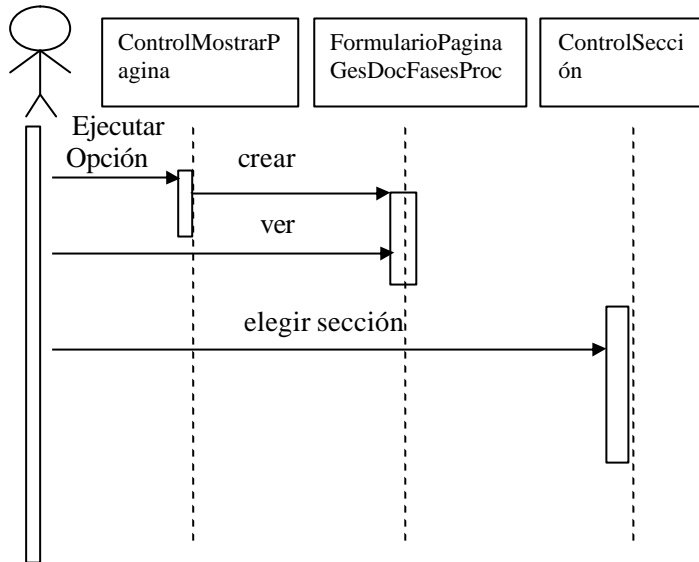 ControlMostrarP
agina
FormularioPagina
GesDocFasesProc
ControlSecci
ón
Ejecutar
Opción
crear
ver
elegir sección